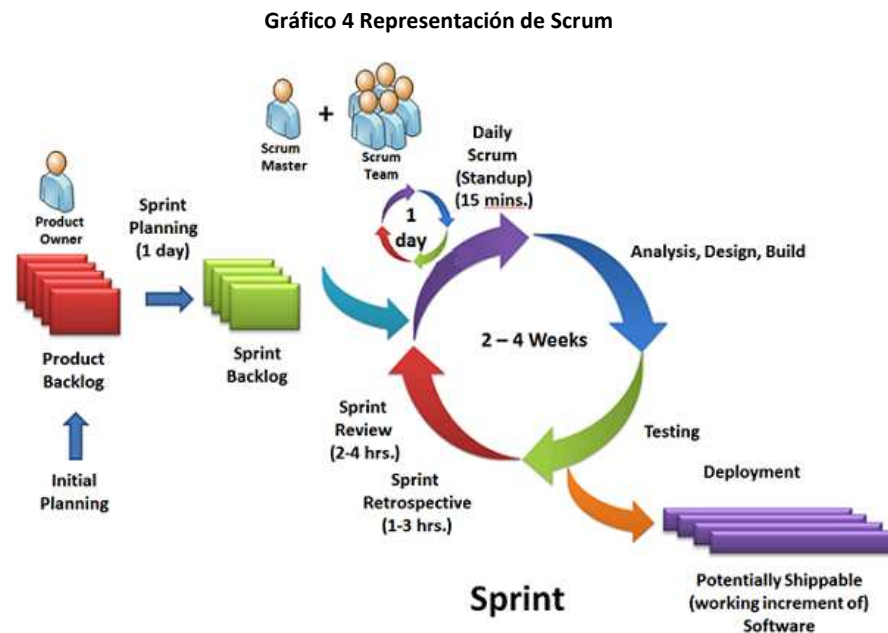 Gráfico 4 Representación de Scrum
Scrum
Master
+
Scrum
Team
Daily
Scrum
(Standup)
(15 mins.)
1
day
Product
Owner
Sprint
Planning
(1 day)
Analysis, Design, Build
2 – 4 Weeks
Product
Backlog
Sprint
Backlog
Initial
Planning
Sprint
Review
(2-4 hrs.)
Sprint
Retrospective
(1-3 hrs.)
Testing
Deployment
Potentially Shippable
(working increment of)
Software
Sprint